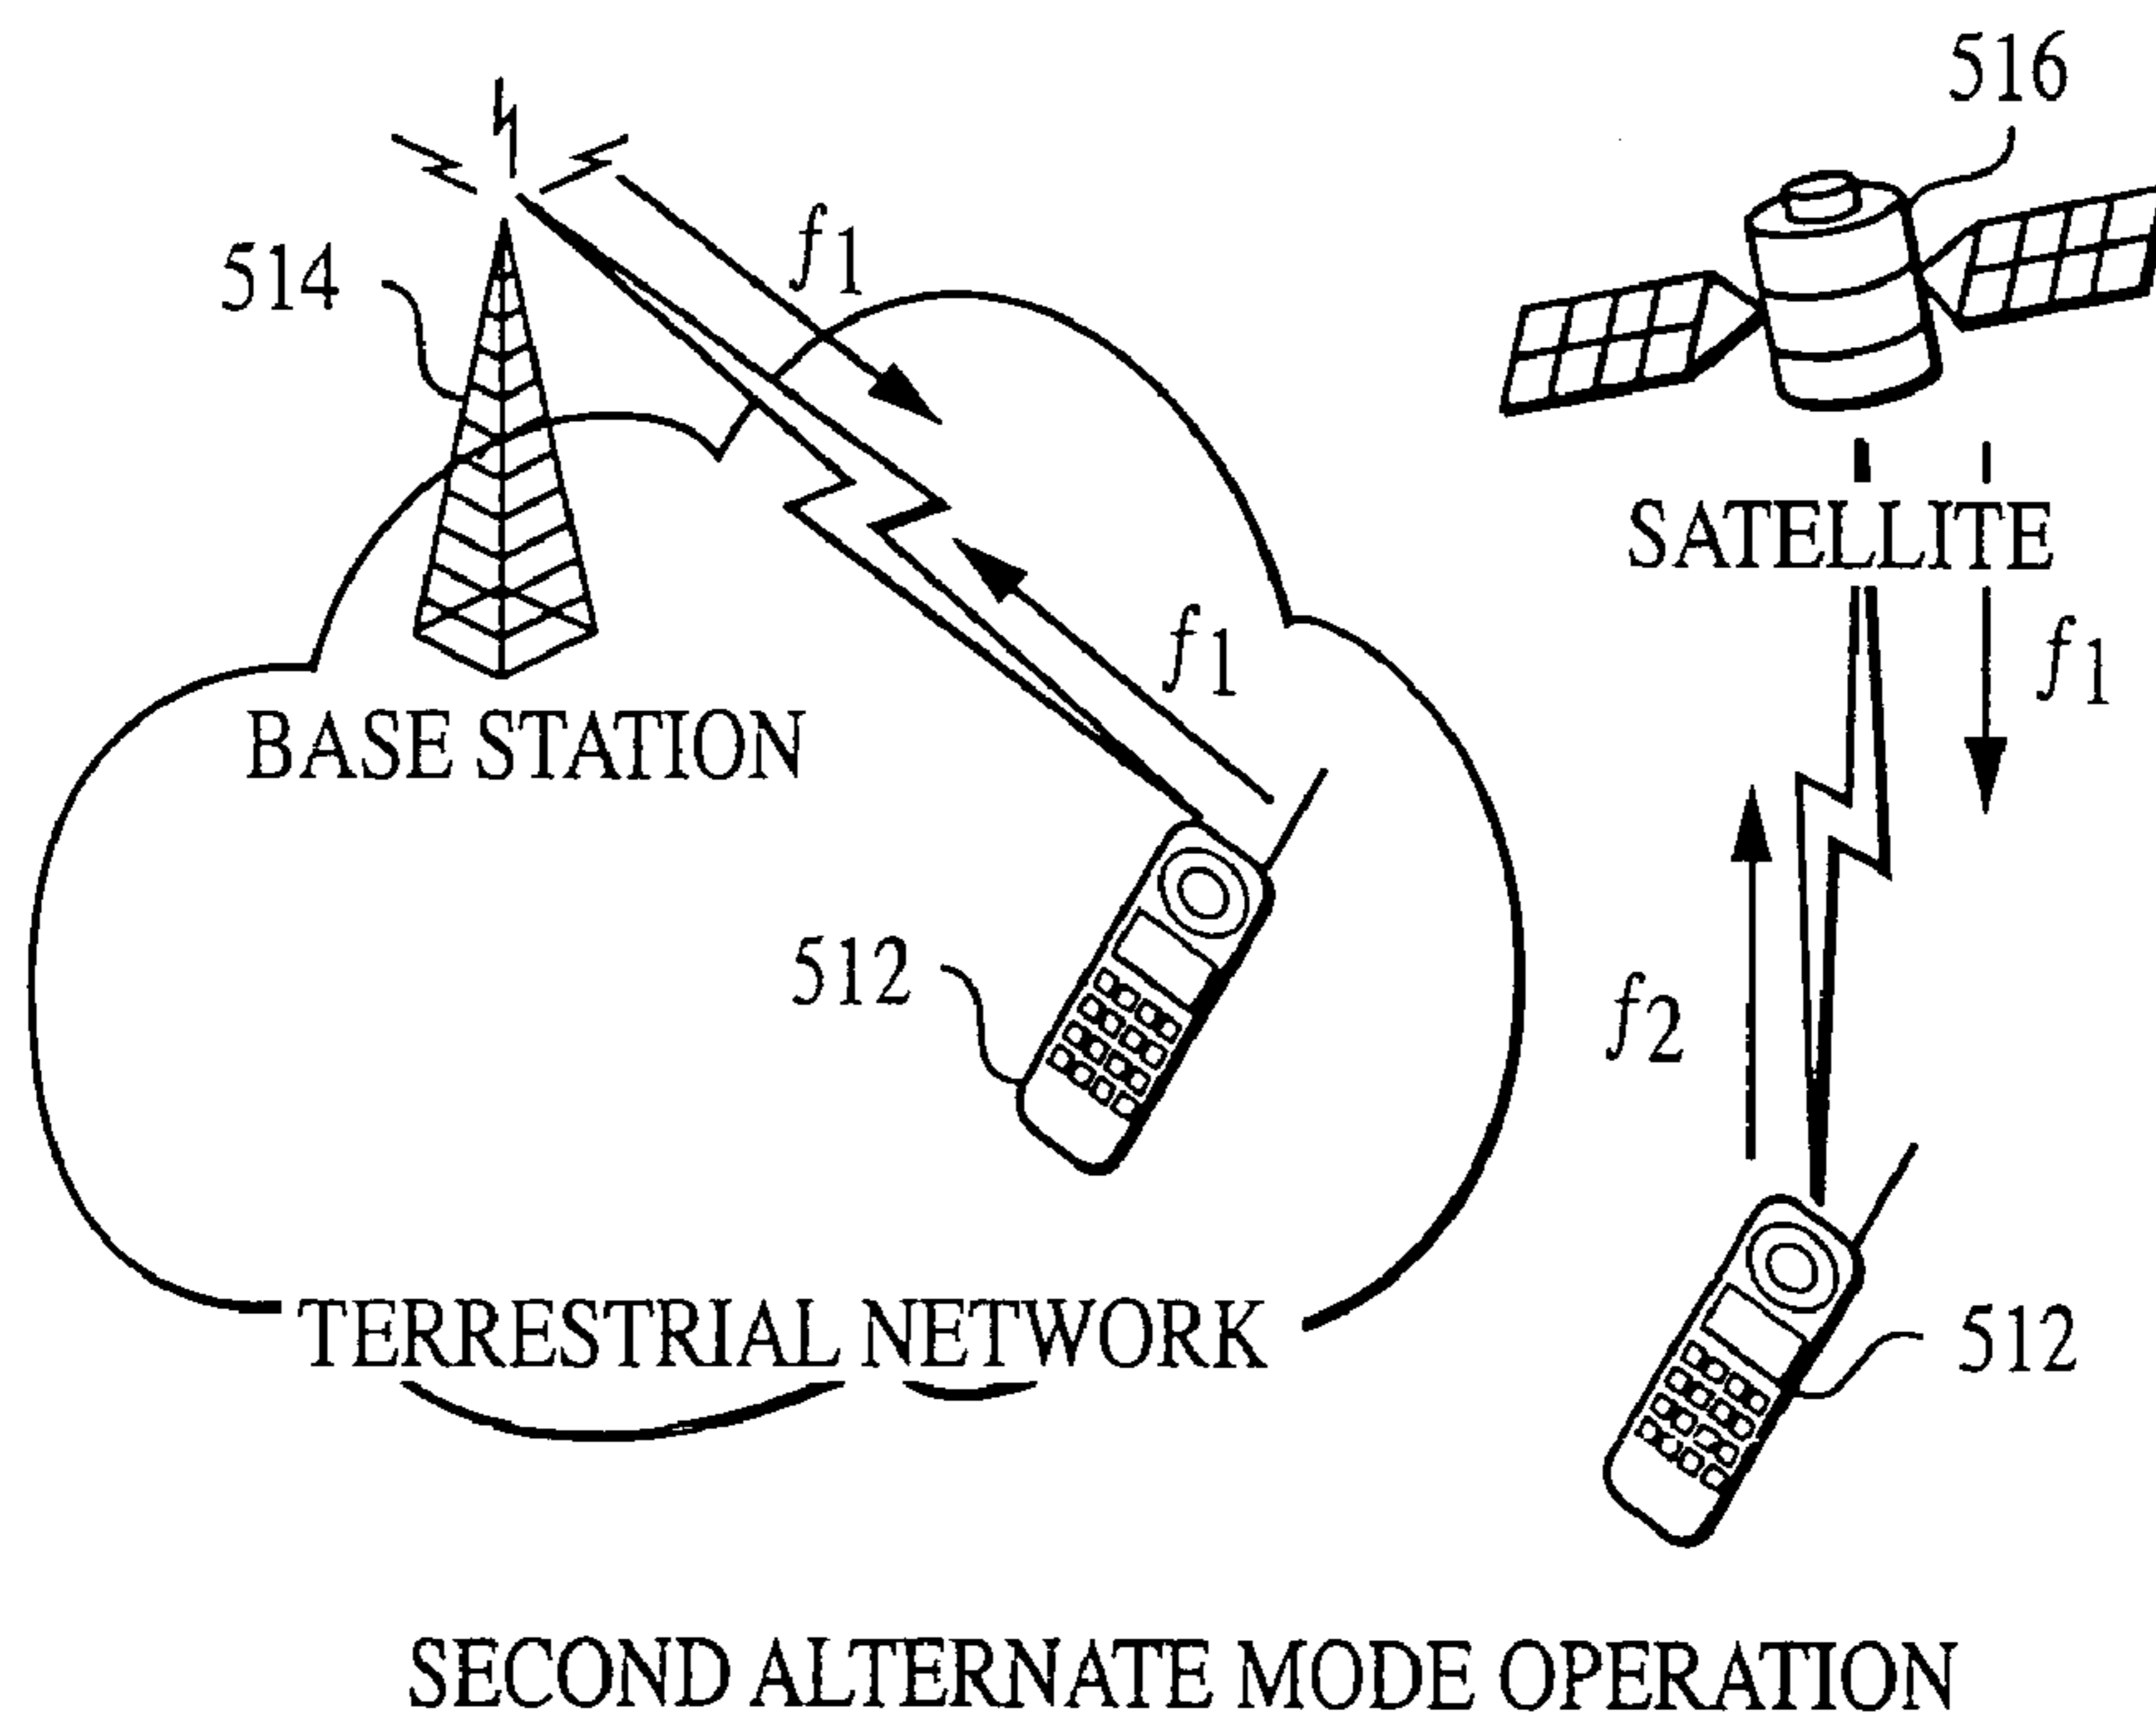 516
f1
514
SATELLITE
f1
f1
BASE STATION
512
f2
TERRESTRIAL NETWORK
512
SECOND ALTERNATE MODE OPERATION